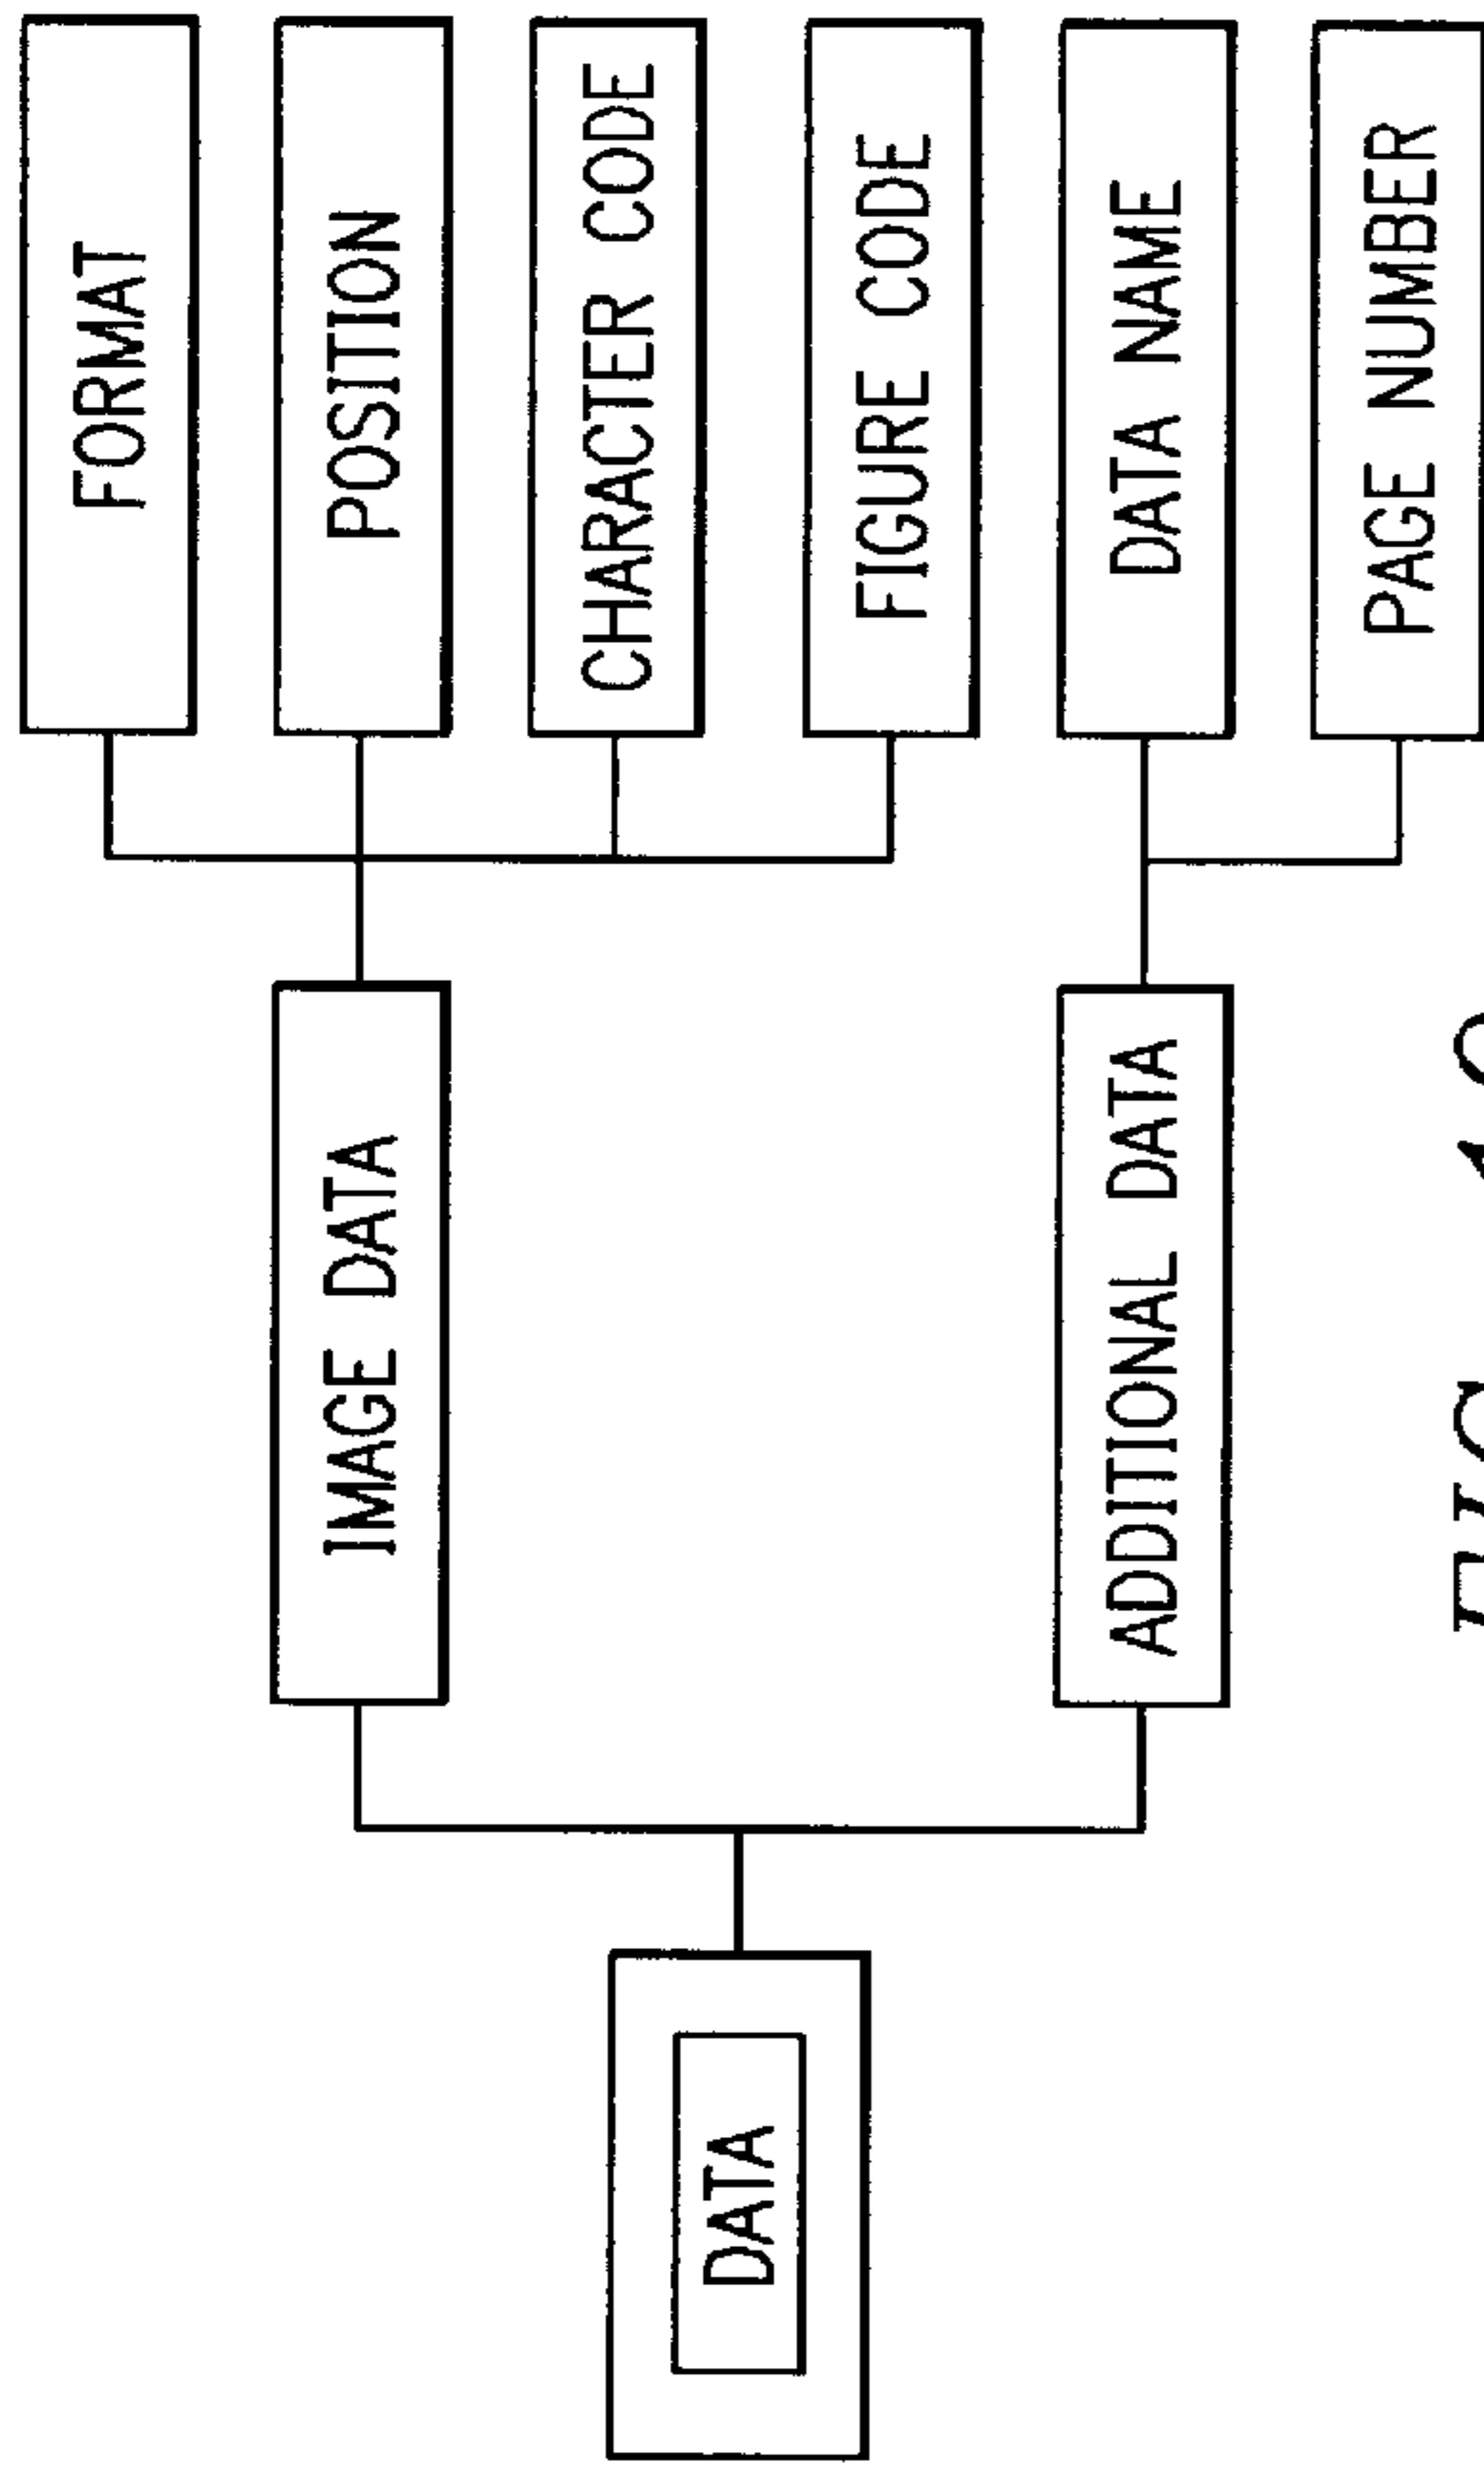 DATA
IMAGE DATA
ADDITIONAL DATA
FORMAT
POSITION
CHARACTER CODE
FIGURE CODE
DATA NAME
PAGE NUMBER